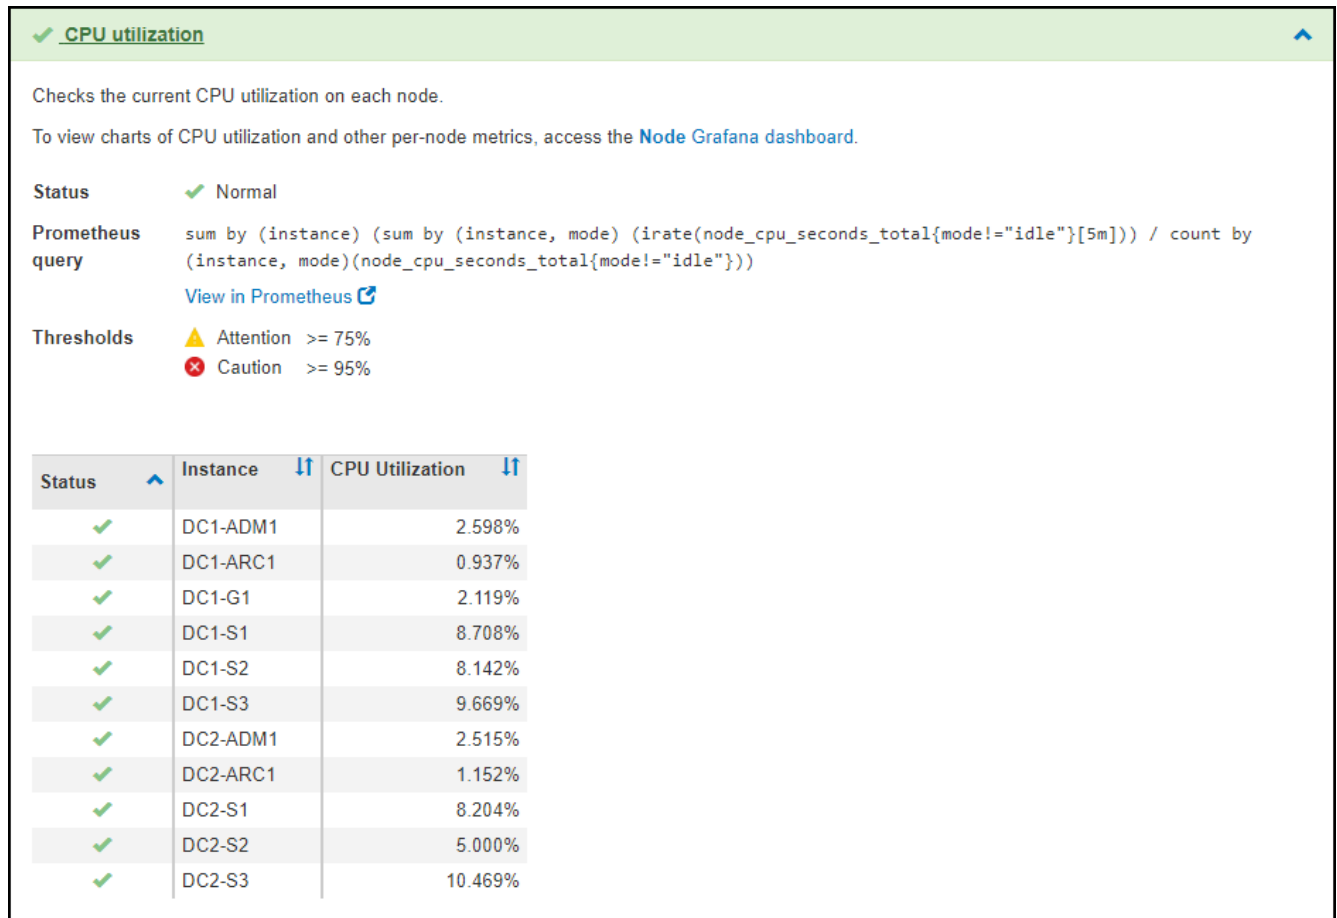 CPU utilization
Checks the current CPU utilization on each node.
To view charts of CPU utilization and other per-node metrics, access the Node Grafana dashboard.
Status Normal
Prometheus query sum by (instance) (sum by (instance, mode) (irate(node_cpu_seconds_total{mode!="idle"}[5m])) / count by
(instance, mode)(node_cpu_seconds_total{mode!="idle"}))
View in Prometheus
Thresholds Attention >= 75%
Caution >= 95%
Status Instance CPU Utilization
DC1-ADM1 2.598%
DC1-ARC1 0.937%
DC1-G1 2.119%
DC1-S1 8.708%
DC1-S2 8.142%
DC1-S3 9.669%
DC2-ADM1 2.515%
DC2-ARC1 1.152%
DC2-S1 8.204%
DC2-S2 5.000%
DC2-S3 10.469%